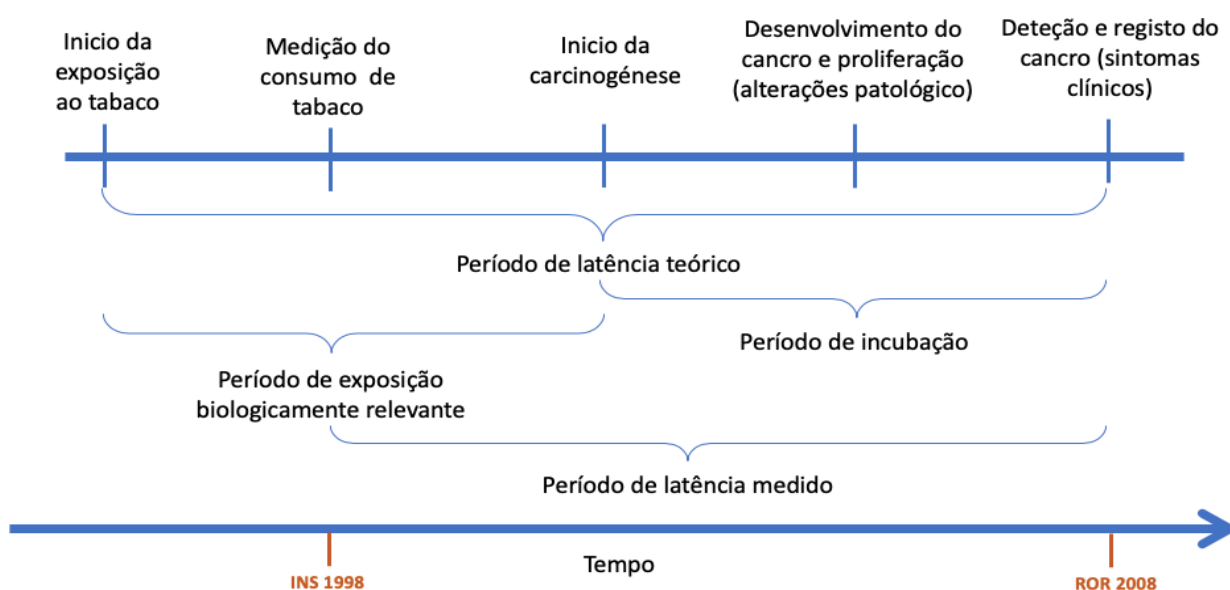 Inicio da
exposição
ao tabaco
Medição do
consumo de
tabaco
Inicio da
carcinogénese
Desenvolvimento do
cancro e proliferação
(alterações patológico)
Deteção e registo do
cancro (sintomas
clínicos)
Período de latência teórico
Período de incubação
Período de exposição
biologicamente relevante
Período de latência medido
Tempo
INS 1998
ROR 2008